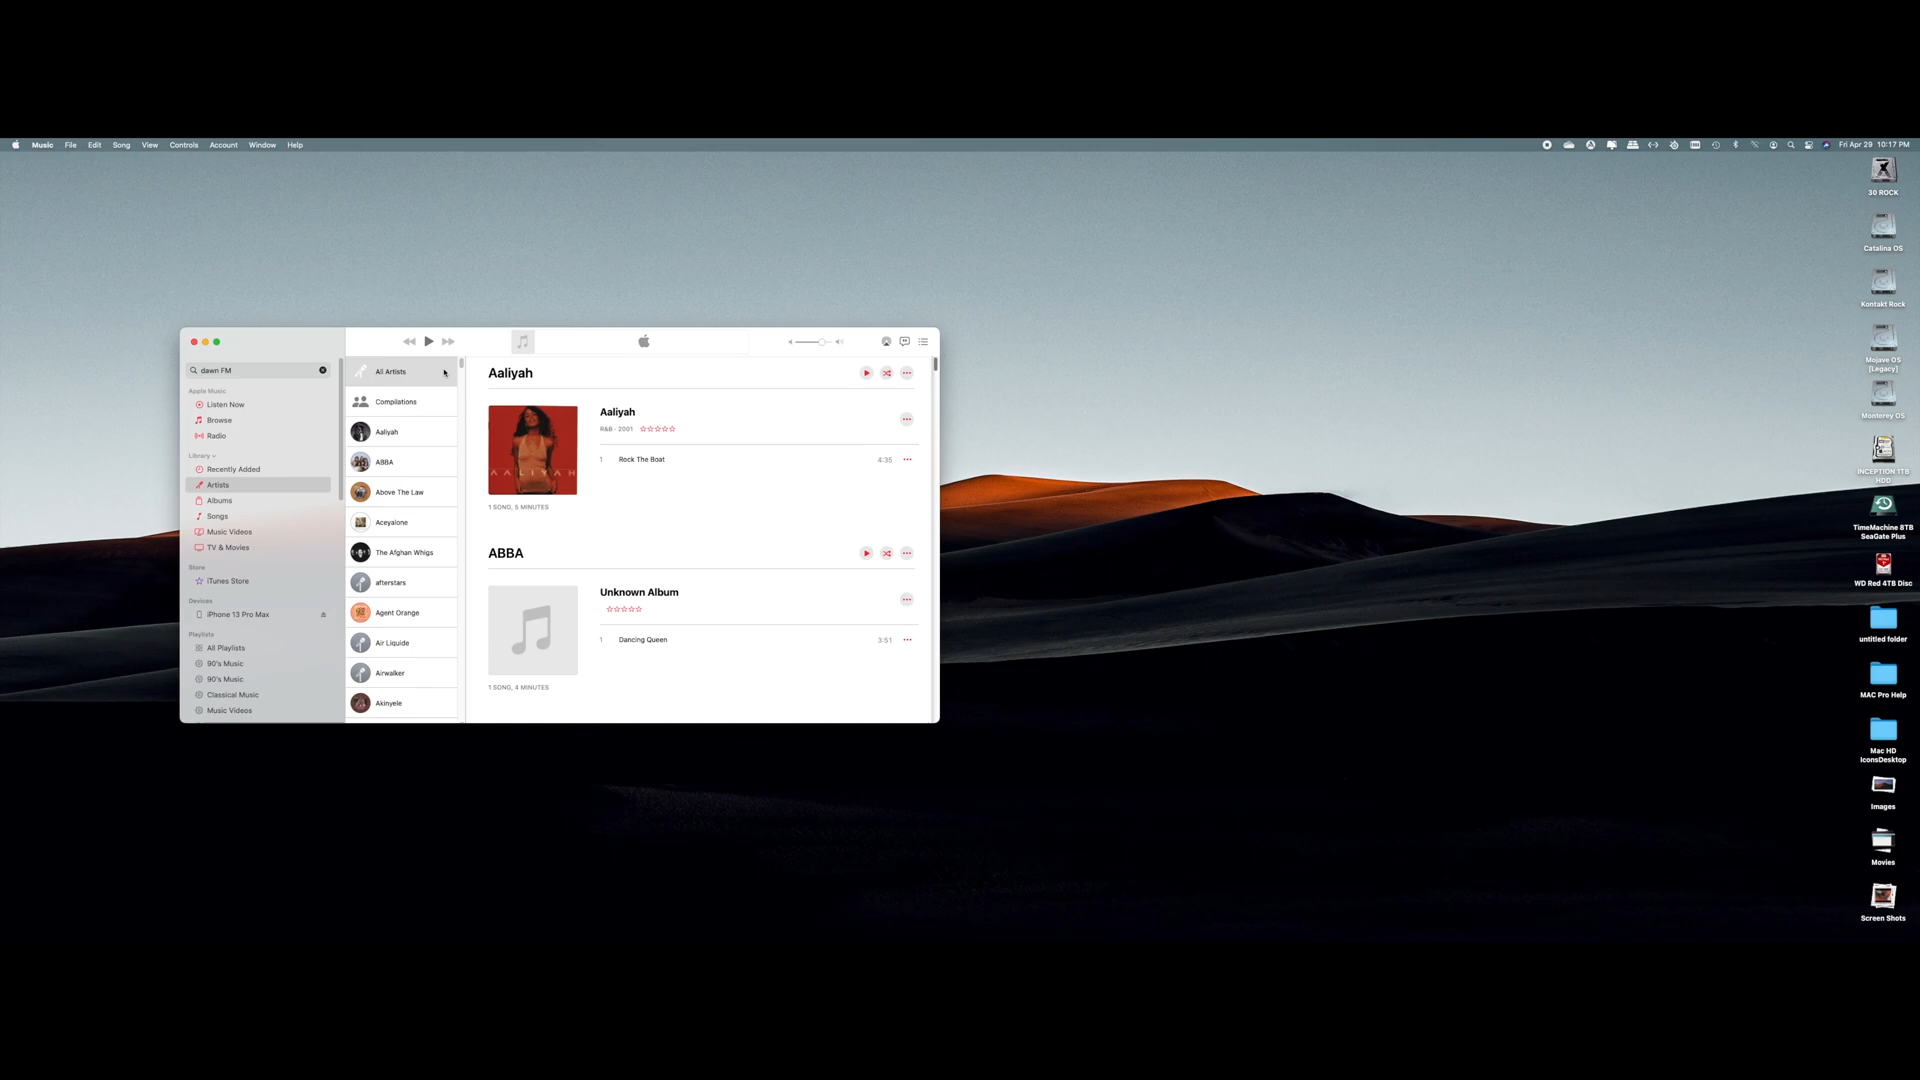 Music File Edit Song View Controls Account Window Help
Fri Apr 29 10:17 PM
30 ROCK
Catalina OS
Kontakt Rock
Mojave OS
[Legacy]
Monterey OS
INCEPTION 1TB
HDD
TimeMachine 8TB
SeaGate Plus
WD Red 4TB Disc
untitled folder
MAC Pro Help
Mac HD
IconsDesktop
Images
Movies
Screen Shots
dawn FM
Apple Music
Listen Now
Browse
Radio
Library
Recently Added
Artists
Albums
Songs
Music Videos
TV & Movies
Store
iTunes Store
Devices
iPhone 13 Pro Max
Playlists
All Playlists
90's Music
90's Music
Classical Music
Music Videos
All Artists
Compilations
Aaliyah
ABBA
Above The Law
Aceyalone
The Afghan Whigs
afterstars
Agent Orange
Air Liquide
Airwalker
Akinyele
Aaliyah
AALIYAH
Aaliyah
R&B · 2001
1 Rock The Boat 4:35
1 SONG, 5 MINUTES
ABBA
Unknown Album
1 Dancing Queen 3:51
1 SONG, 4 MINUTES